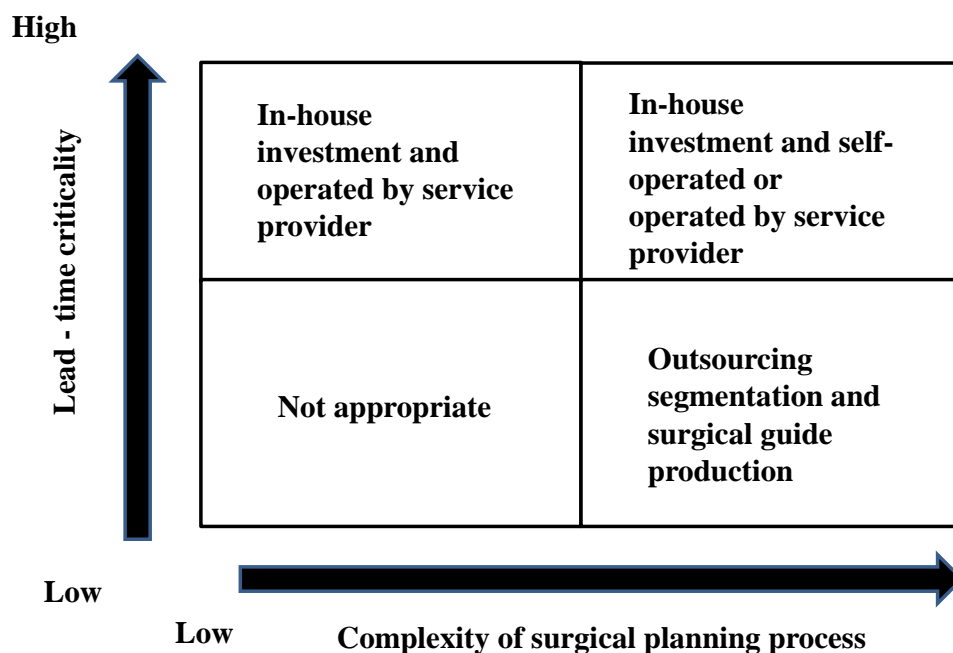 High
Lead - time criticality
In-house
investment and
operated by service
provider
In-house
investment and self-
operated or
operated by service
provider
Not appropriate
Outsourcing
segmentation and
surgical guide
production
Low
Low
Complexity of surgical planning process